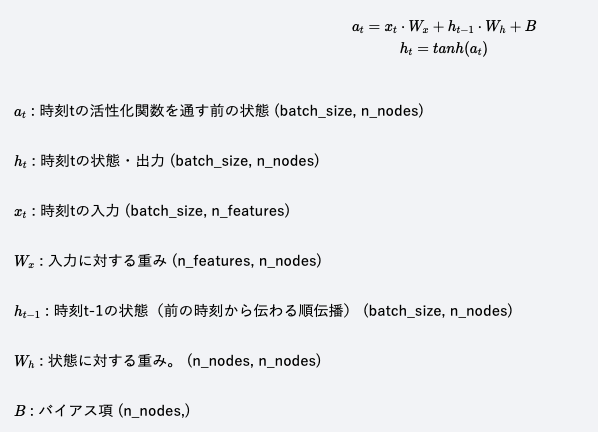 a_t = x_t · W_x + h_{t−1} · W_h + B
h_t = tanh(a_t)
a_t : 時刻tの活性化関数を通す前の状態 (batch_size, n_nodes)
h_t : 時刻tの状態・出力 (batch_size, n_nodes)
x_t : 時刻tの入力 (batch_size, n_features)
W_x : 入力に対する重み (n_features, n_nodes)
h_{t−1} : 時刻t-1の状態（前の時刻から伝わる順伝播） (batch_size, n_nodes)
W_h : 状態に対する重み。 (n_nodes, n_nodes)
B : バイアス項 (n_nodes,)